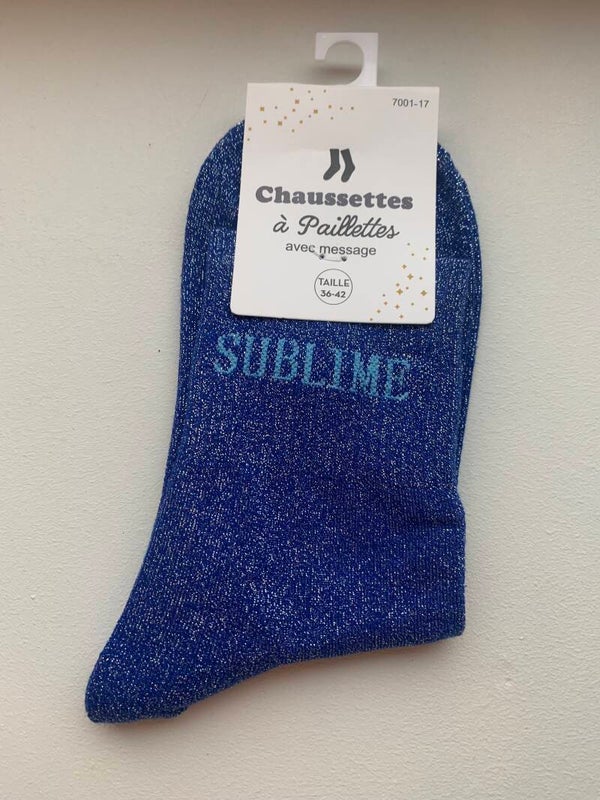 7001-17
Chaussettes
à Paillettes
avec message
TAILLE
36-42
SUBLIME